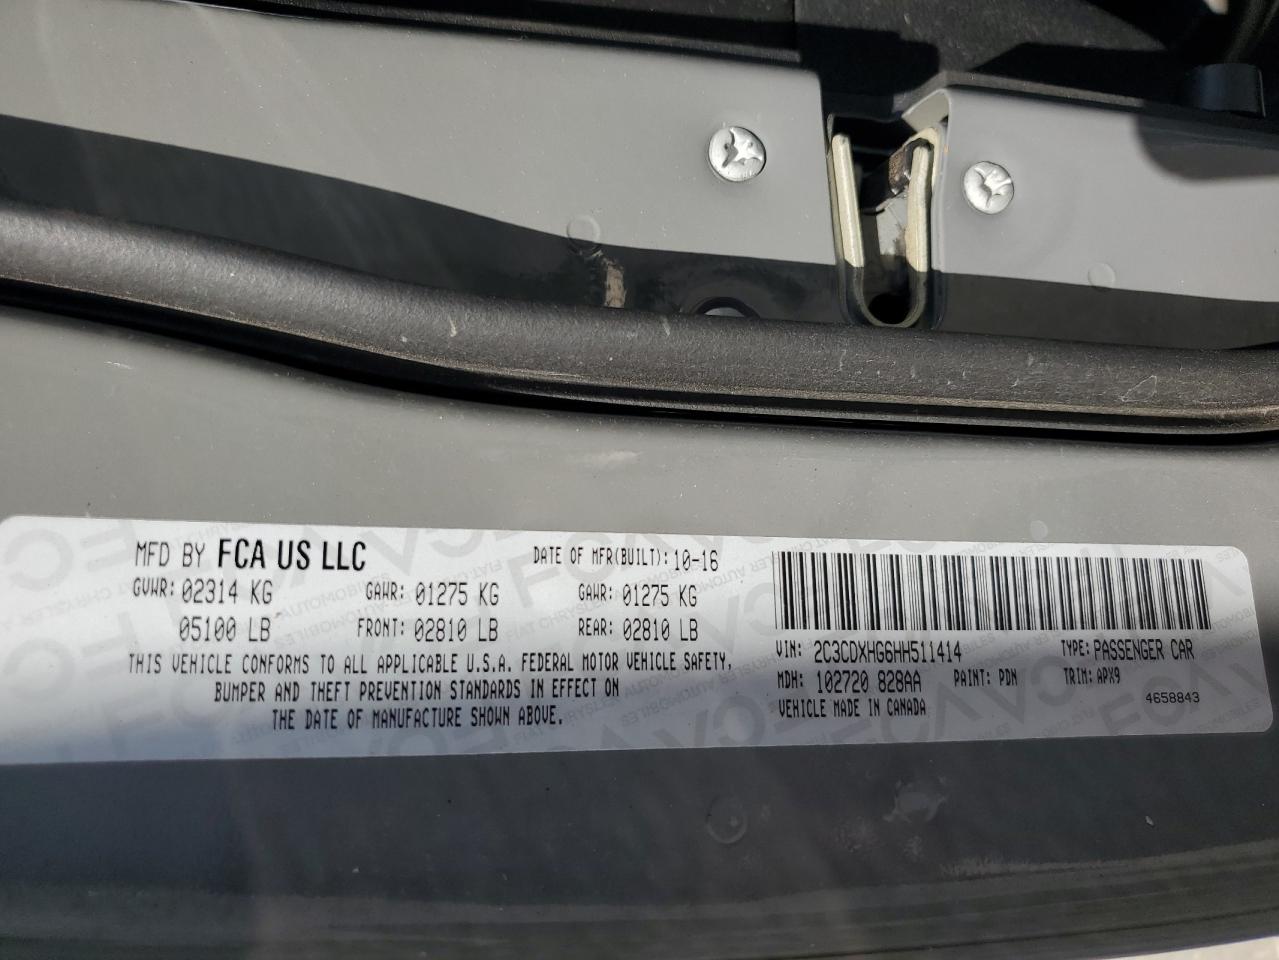 MFD BY FCA US LLC DATE OF MFR(BUILT): 10-16
GVWR: 02314 KG GAWR: 01275 KG GAWR: 01275 KG
05100 LB FRONT: 02810 LB REAR: 02810 LB
THIS VEHICLE CONFORMS TO ALL APPLICABLE U.S.A. FEDERAL MOTOR VEHICLE SAFETY,
BUMPER AND THEFT PREVENTION STANDARDS IN EFFECT ON
THE DATE OF MANUFACTURE SHOWN ABOVE.
VIN: 2C3CDXHG6HH511414 TYPE: PASSENGER CAR
MDH: 102720 828AA PAINT: PDN TRIM: APX9
VEHICLE MADE IN CANADA 4658843